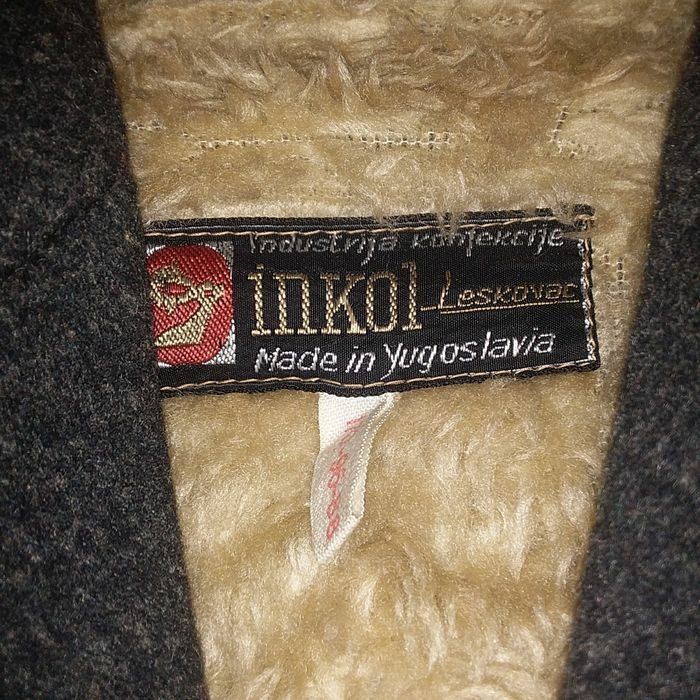 Industrija konfekcije
inkol-Leskovac
Made in Yugoslavia